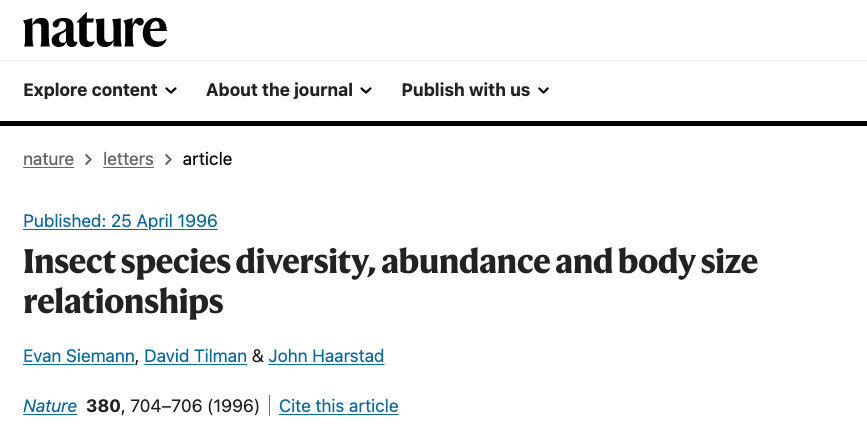 nature
Explore content About the journal Publish with us
nature > letters > article
Published: 25 April 1996
Insect species diversity, abundance and body size
relationships
Evan Siemann, David Tilman & John Haarstad
Nature 380, 704–706 (1996) | Cite this article